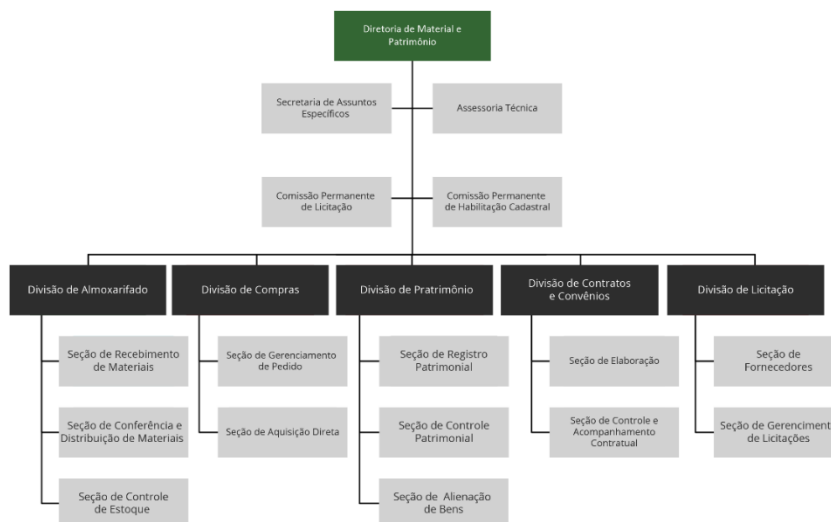 Diretoria de Material e
Patrimônio
Secretaria de Assuntos
Específicos
Assessoria Técnica
Comissão Permanente
de Licitação
Comissão Permanente
de Habilitação Cadastral
Divisão de Almoxarifado
Divisão de Compras
Divisão de Pratrimônio
Divisão de Contratos
e Convênios
Divisão de Licitação
Seção de Recebimento
de Materiais
Seção de Gerenciamento
de Pedido
Seção de Registro
Patrimonial
Seção de Elaboração
Seção de
Fornecedores
Seção de Conferência e
Distribuição de Materiais
Seção de Aquisição Direta
Seção de Controle
Patrimonial
Seção de Controle e
Acompanhamento
Contratual
Seção de Gerenciment
de Licitações
Seção de Controle
de Estoque
Seção de Alienação
de Bens